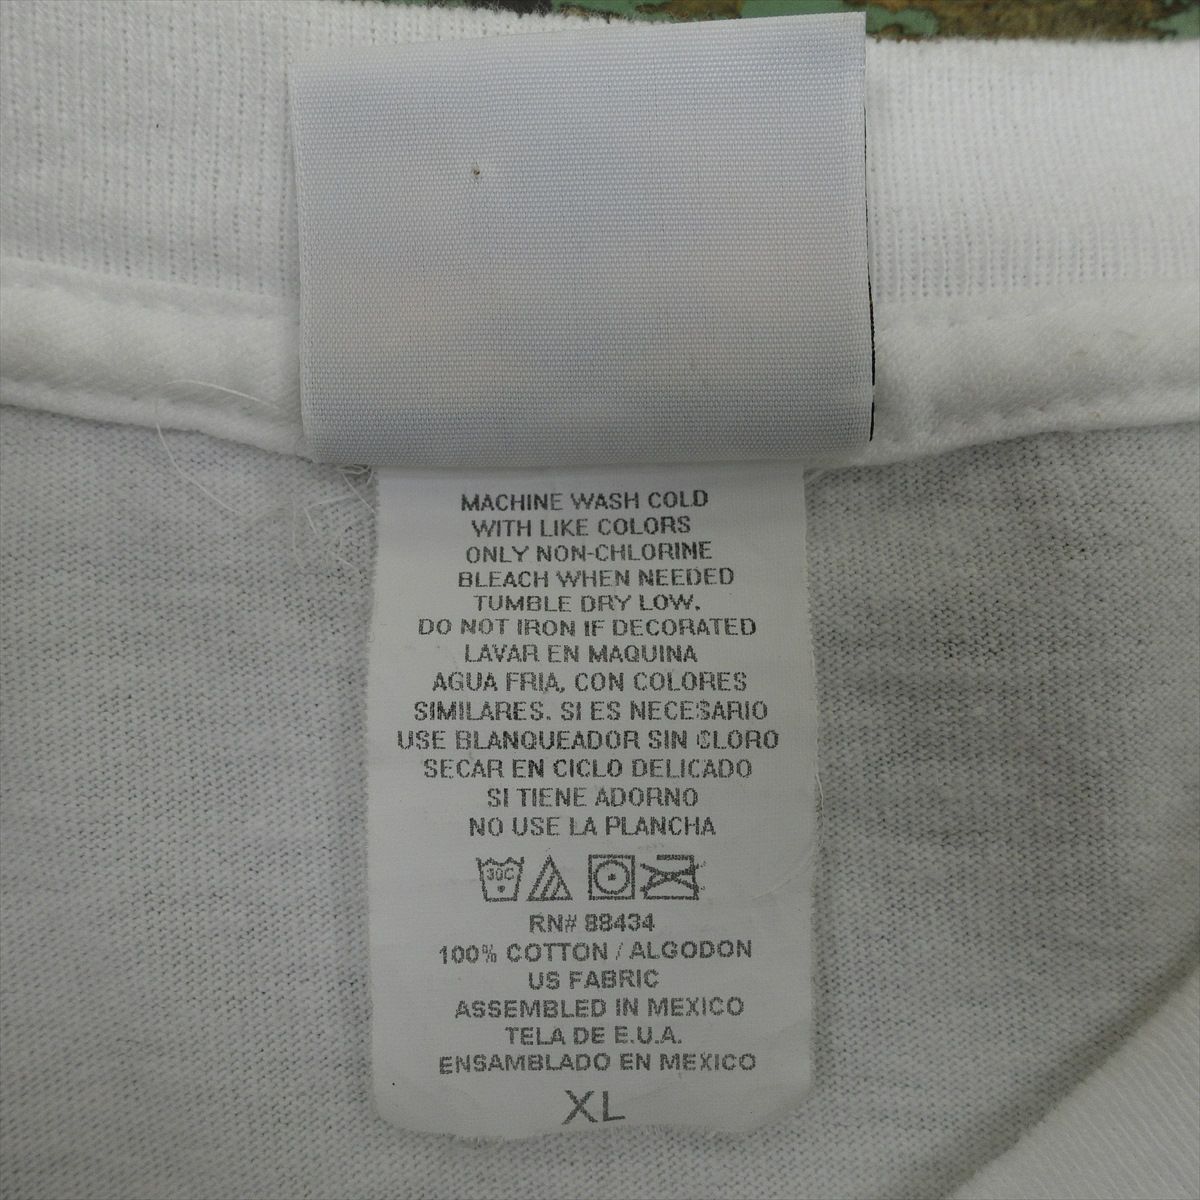 MACHINE WASH COLD
WITH LIKE COLORS
ONLY NON-CHLORINE
BLEACH WHEN NEEDED
TUMBLE DRY LOW.
DO NOT IRON IF DECORATED
LAVAR EN MAQUINA
AGUA FRIA, CON COLORES
SIMILARES. SI ES NECESARIO
USE BLANQUEADOR SIN CLORO
SECAR EN CICLO DELICADO
SI TIENE ADORNO
NO USE LA PLANCHA
30C
RN# 88434
100% COTTON / ALGODON
US FABRIC
ASSEMBLED IN MEXICO
TELA DE E.U.A.
ENSAMBLADO EN MEXICO
XL